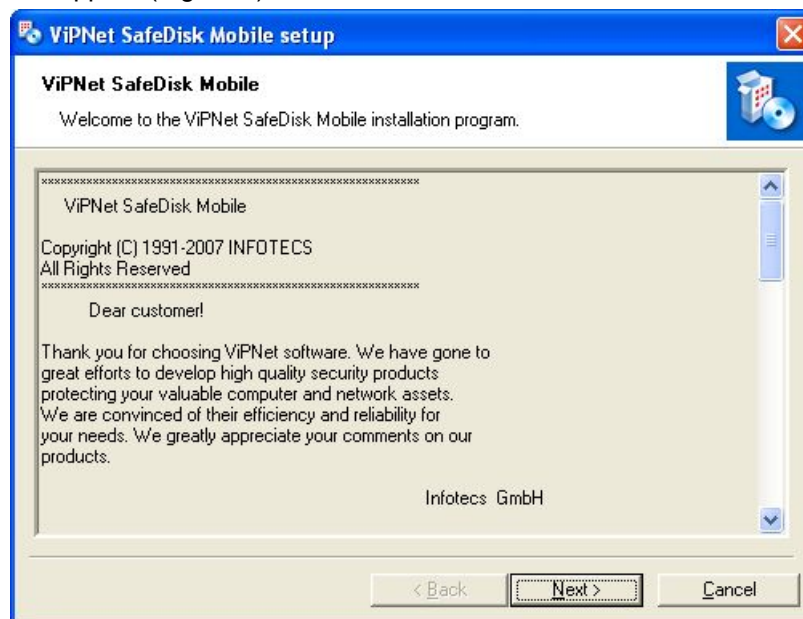 ViPNet SafeDisk Mobile setup
ViPNet SafeDisk Mobile
Welcome to the ViPNet SafeDisk Mobile installation program.
××××××××××××××××××××××××××××××××××××××××××××××××××××××××××××
ViPNet SafeDisk Mobile
Copyright (C) 1991-2007 INFOTECS
All Rights Reserved
××××××××××××××××××××××××××××××××××××××××××××××××××××××××××××
Dear customer!
Thank you for choosing ViPNet software. We have gone to
great efforts to develop high quality security products
protecting your valuable computer and network assets.
We are convinced of their efficiency and reliability for
your needs. We greatly appreciate your comments on our
products.
Infotecs GmbH
< Back
Next >
Cancel